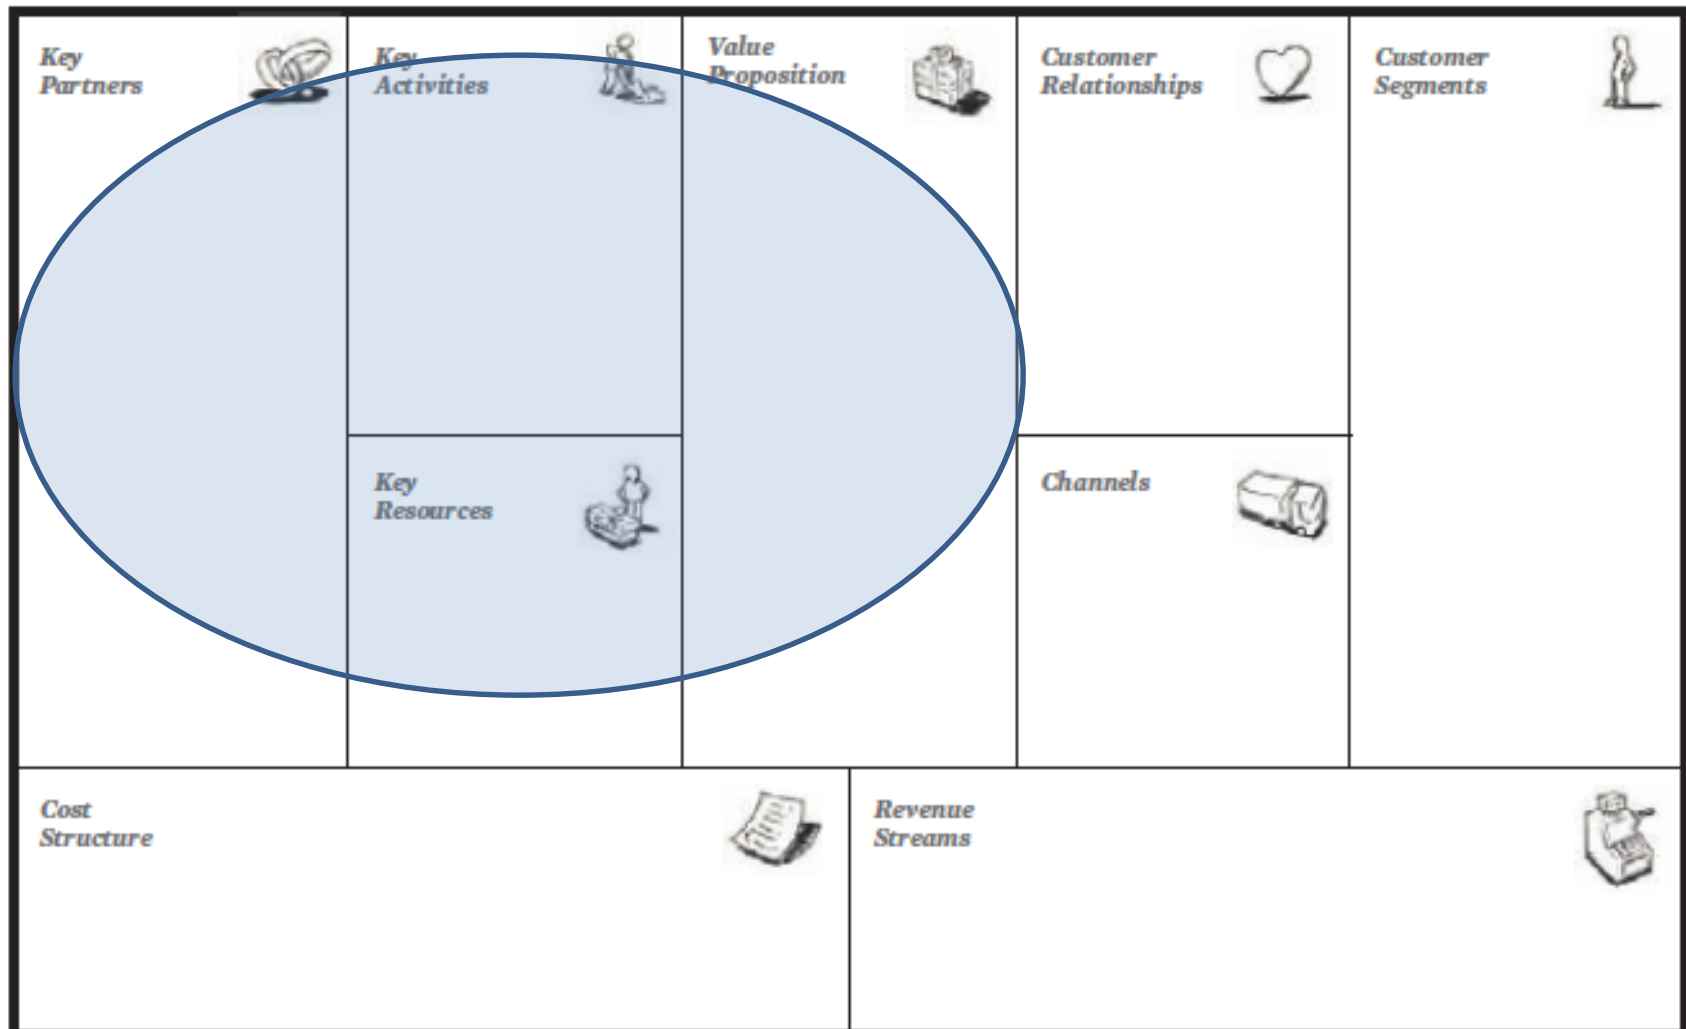 Key
Partners
Key
Activities
Value
Proposition
Customer
Relationships
Customer
Segments
Key
Resources
Channels
Cost
Structure
Revenue
Streams